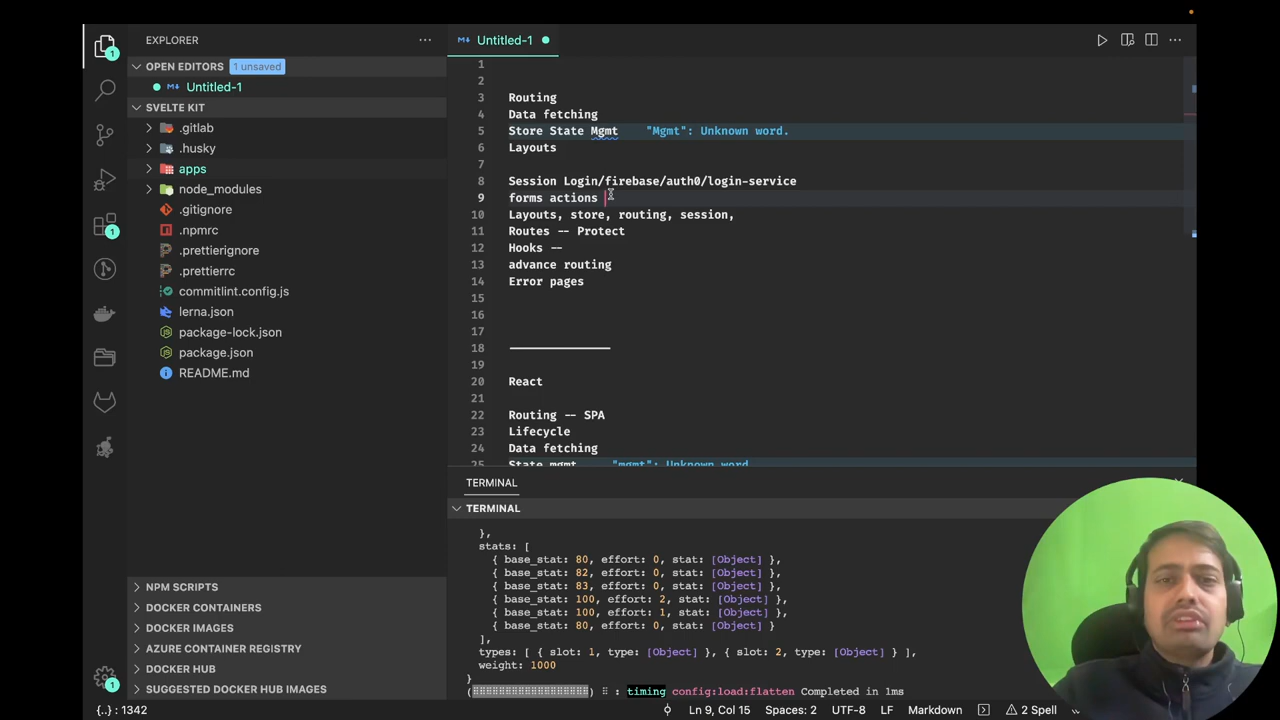 EXPLORER
OPEN EDITORS 1 unsaved
Untitled-1
SVELTE KIT
.gitlab
.husky
apps
node_modules
.gitignore
.npmrc
.prettierignore
.prettierrc
commitlint.config.js
lerna.json
package-lock.json
package.json
README.md
NPM SCRIPTS
DOCKER CONTAINERS
DOCKER IMAGES
AZURE CONTAINER REGISTRY
DOCKER HUB
SUGGESTED DOCKER HUB IMAGES
Untitled-1
1
2
3 Routing
4 Data fetching
5 Store State Mgmt "Mgmt": Unknown word.
6 Layouts
7
8 Session Login/firebase/auth0/login-service
9 forms actions
10 Layouts, store, routing, session,
11 Routes -- Protect
12 Hooks --
13 advance routing
14 Error pages
15
16
17
18
19
20 React
21
22 Routing -- SPA
23 Lifecycle
24 Data fetching
25 State mgmt "mgmt": Unknown word.
TERMINAL
TERMINAL
},
stats: [
{ base_stat: 80, effort: 0, stat: [Object] },
{ base_stat: 82, effort: 0, stat: [Object] },
{ base_stat: 83, effort: 0, stat: [Object] },
{ base_stat: 100, effort: 2, stat: [Object] },
{ base_stat: 100, effort: 1, stat: [Object] },
{ base_stat: 80, effort: 0, stat: [Object] }
],
types: [ { slot: 1, type: [Object] }, { slot: 2, type: [Object] } ],
weight: 1000
}
timing config:load:flatten Completed in 1ms
{..} : 1342
Ln 9, Col 15 Spaces: 2 UTF-8 LF Markdown 2 Spell